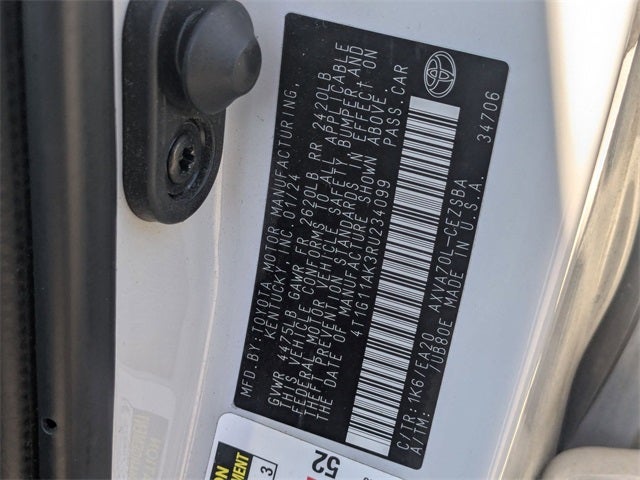 MFD.BY:TOYOTA MOTOR MANUFACTURING,
KENTUCKY, INC. 01/24
GVWR 4475LB GAWR FR 2620LB RR 2420LB
THIS VEHICLE CONFORMS TO ALL APPLICABLE
FEDERAL MOTOR VEHICLE SAFETY, BUMPER AND
THEFT PREVENTION STANDARDS IN EFFECT ON
THE DATE OF MANUFACTURE SHOWN ABOVE.
4T1G11AK3RU234099 PASS.CAR
C/TR:1K6/EA20 AXVA70L-CEZSBA
A/TM: /UB80E MADE IN U.S.A.
34706
52
3